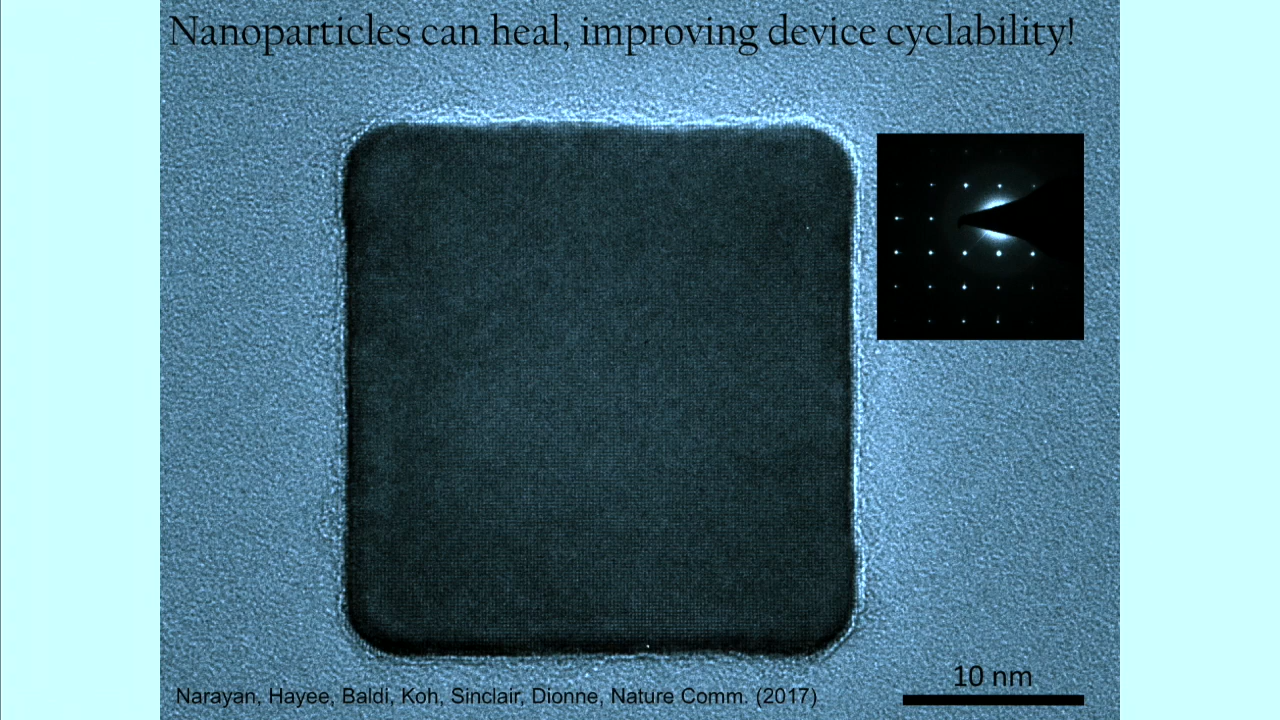 Nanoparticles can heal, improving device cyclability!
10 nm
Narayan, Hayee, Baldi, Koh, Sinclair, Dionne, Nature Comm. (2017)